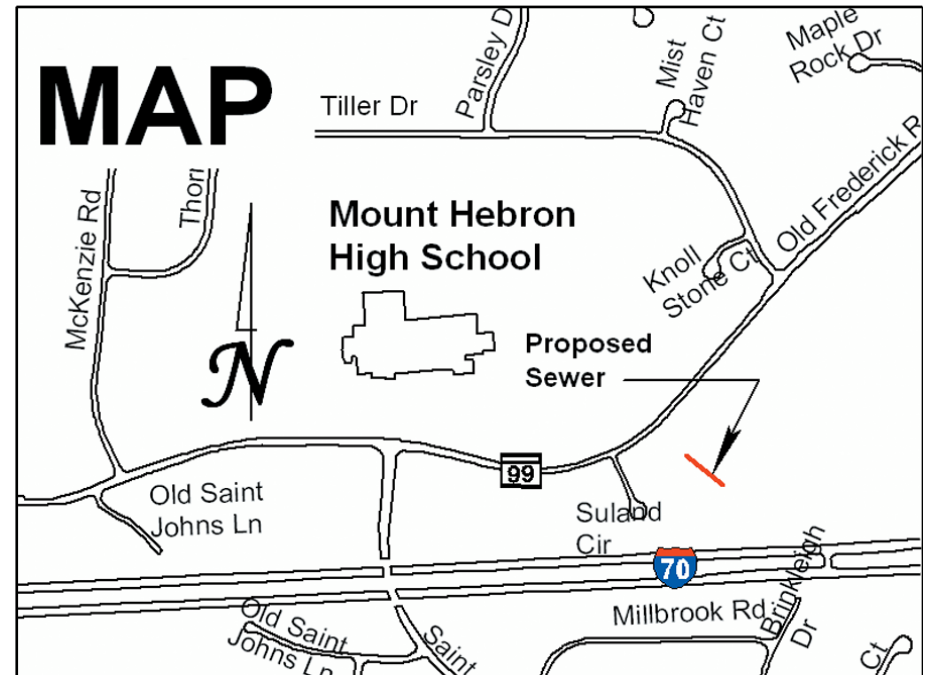 MAP
Tiller Dr
Parsley D
Mist
Haven Ct
Maple
Rock Dr
Old Frederick R
McKenzie Rd
Thor
Mount Hebron
High School
Knoll
Stone Ct
Proposed
Sewer
N
99
Old Saint
Johns Ln
Suland
Cir
70
Brinkleigh
Dr
Millbrook Rd
Old Saint
Johns Ln
Saint
Ct